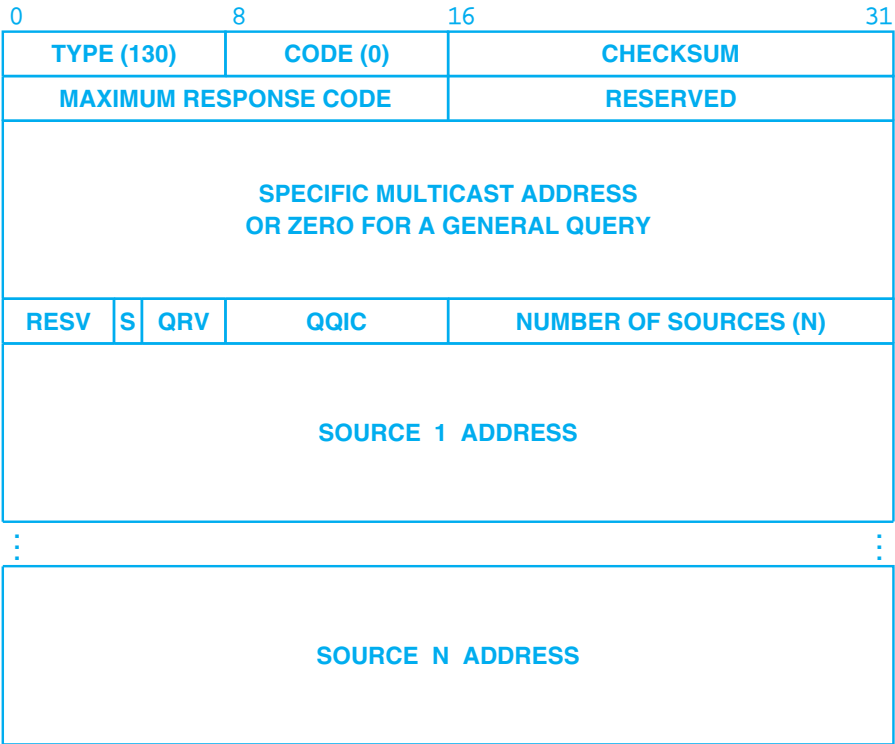 0 8 16 31
TYPE (130) CODE (0) CHECKSUM
MAXIMUM RESPONSE CODE RESERVED
SPECIFIC MULTICAST ADDRESS
OR ZERO FOR A GENERAL QUERY
RESV S QRV QQIC NUMBER OF SOURCES (N)
SOURCE 1 ADDRESS
SOURCE N ADDRESS